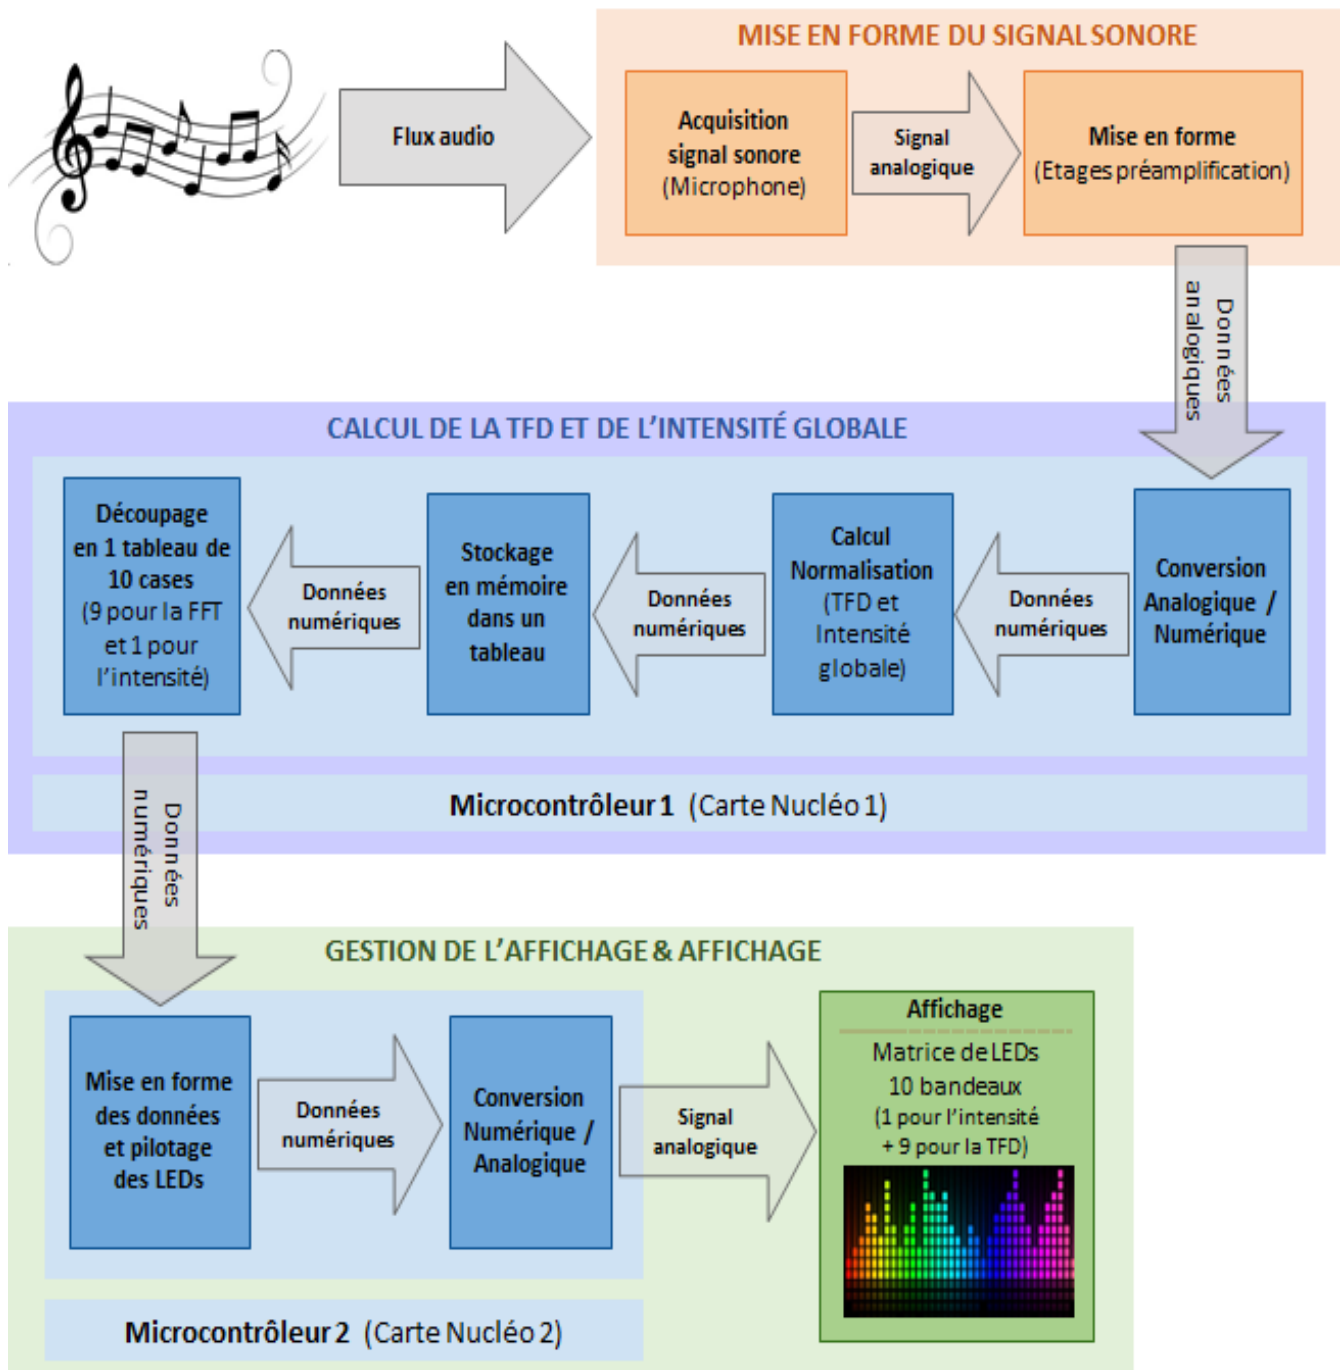 MISE EN FORME DU SIGNAL SONORE
Flux audio
Acquisition
signal sonore
(Microphone)
Signal
analogique
Mise en forme
(Etages préamplification)
Données
analogiques
CALCUL DE LA TFD ET DE L'INTENSITÉ GLOBALE
Conversion
Analogique /
Numérique
Données
numériques
Calcul
Normalisation
(TFD et
Intensité
globale)
Données
numériques
Stockage
en mémoire
dans un
tableau
Données
numériques
Découpage
en 1 tableau de
10 cases
(9 pour la FFT
et 1 pour
l'intensité)
Microcontrôleur 1 (Carte Nucléo 1)
Données
numériques
GESTION DE L'AFFICHAGE & AFFICHAGE
Mise en forme
des données
et pilotage
des LEDs
Données
numériques
Conversion
Numérique /
Analogique
Signal
analogique
Affichage
Matrice de LEDs
10 bandeaux
(1 pour l'intensité
+ 9 pour la TFD)
Microcontrôleur 2 (Carte Nucléo 2)